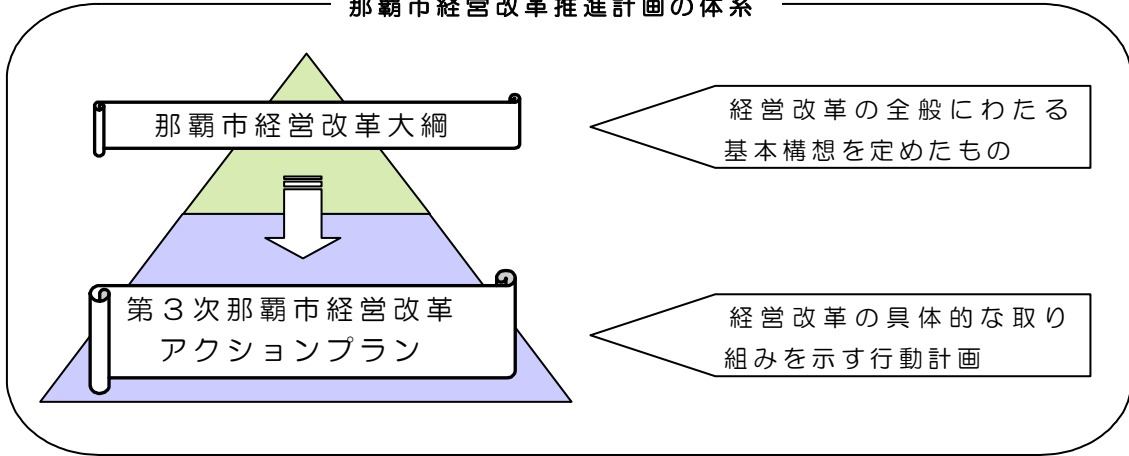 那覇市経営改革推進計画の体系
那覇市経営改革大綱
経営改革の全般にわたる
基本構想を定めたもの
第３次那覇市経営改革
アクションプラン
経営改革の具体的な取り
組みを示す行動計画